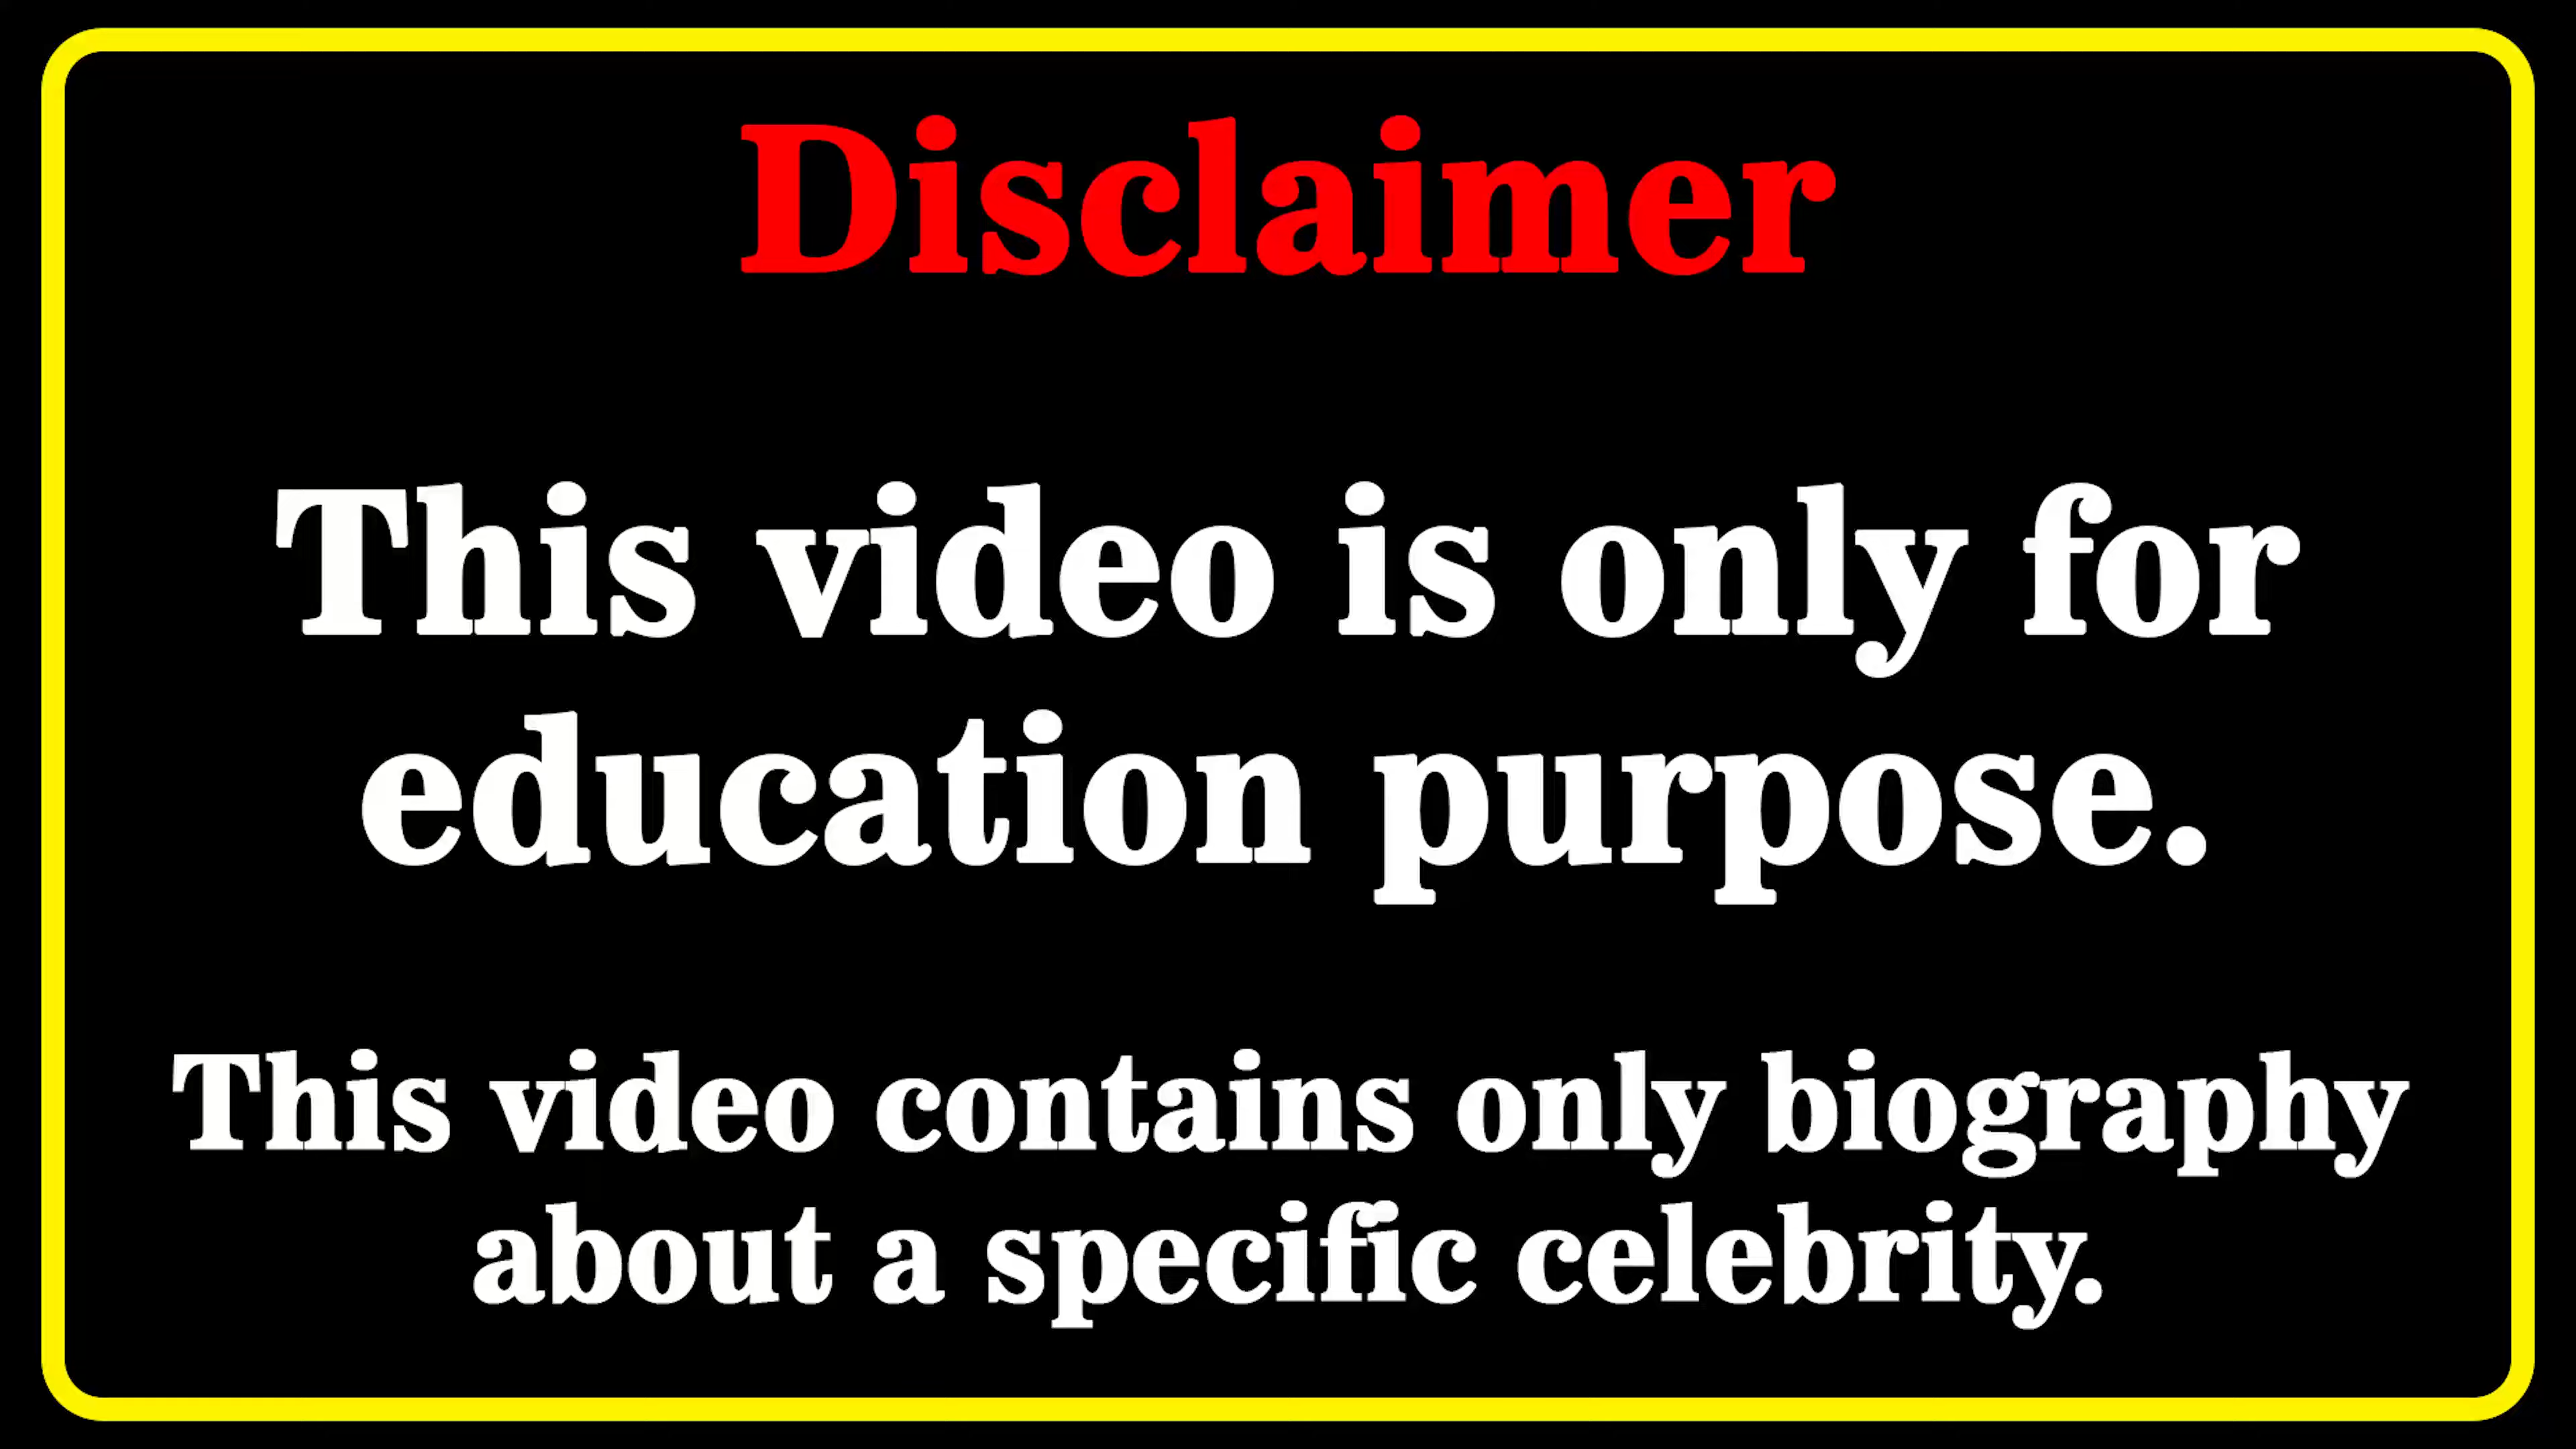 Disclaimer
This video is only for
education purpose.
This video contains only biography
about a specific celebrity.